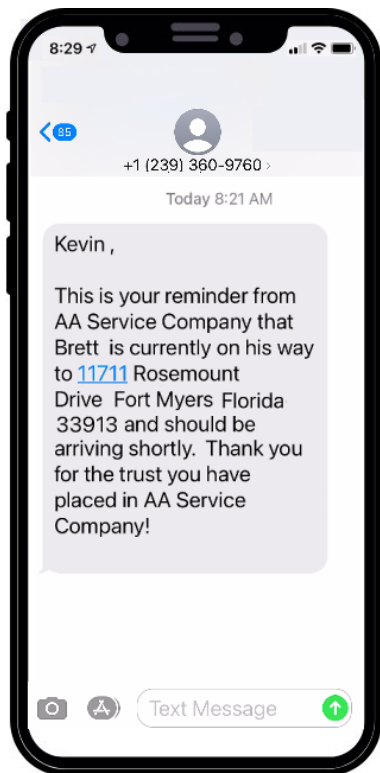 8:29
85
+1 (239) 360-9760 >
Today 8:21 AM
Kevin ,
This is your reminder from
AA Service Company that
Brett is currently on his way
to 11711 Rosemount
Drive Fort Myers Florida
33913 and should be
arriving shortly. Thank you
for the trust you have
placed in AA Service
Company!
Text Message